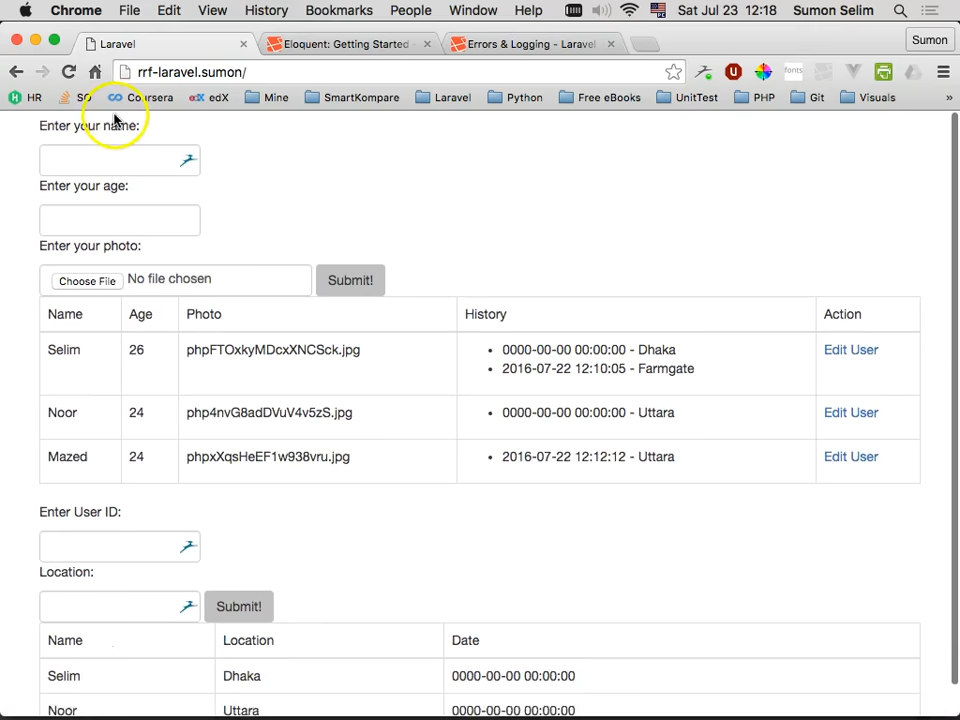 Chrome File Edit View History Bookmarks People Window Help Sat Jul 23 12:18 Sumon Selim
Laravel Eloquent: Getting Started - Errors & Logging - Laravel Sumon
rrf-laravel.sumon/ fonts
HR SO Coursera edX Mine SmartKompare Laravel Python Free eBooks UnitTest PHP Git Visuals »
Enter your name:
Enter your age:
Enter your photo:
Choose File No file chosen Submit!
Name Age Photo History Action
Selim 26 phpFTOxkyMDcxXNCSck.jpg • 0000-00-00 00:00:00 - Dhaka Edit User
• 2016-07-22 12:10:05 - Farmgate
Noor 24 php4nvG8adDVuV4v5zS.jpg • 0000-00-00 00:00:00 - Uttara Edit User
Mazed 24 phpxXqsHeEF1w938vru.jpg • 2016-07-22 12:12:12 - Uttara Edit User
Enter User ID:
Location:
Submit!
Name Location Date
Selim Dhaka 0000-00-00 00:00:00
Noor Uttara 0000-00-00 00:00:00